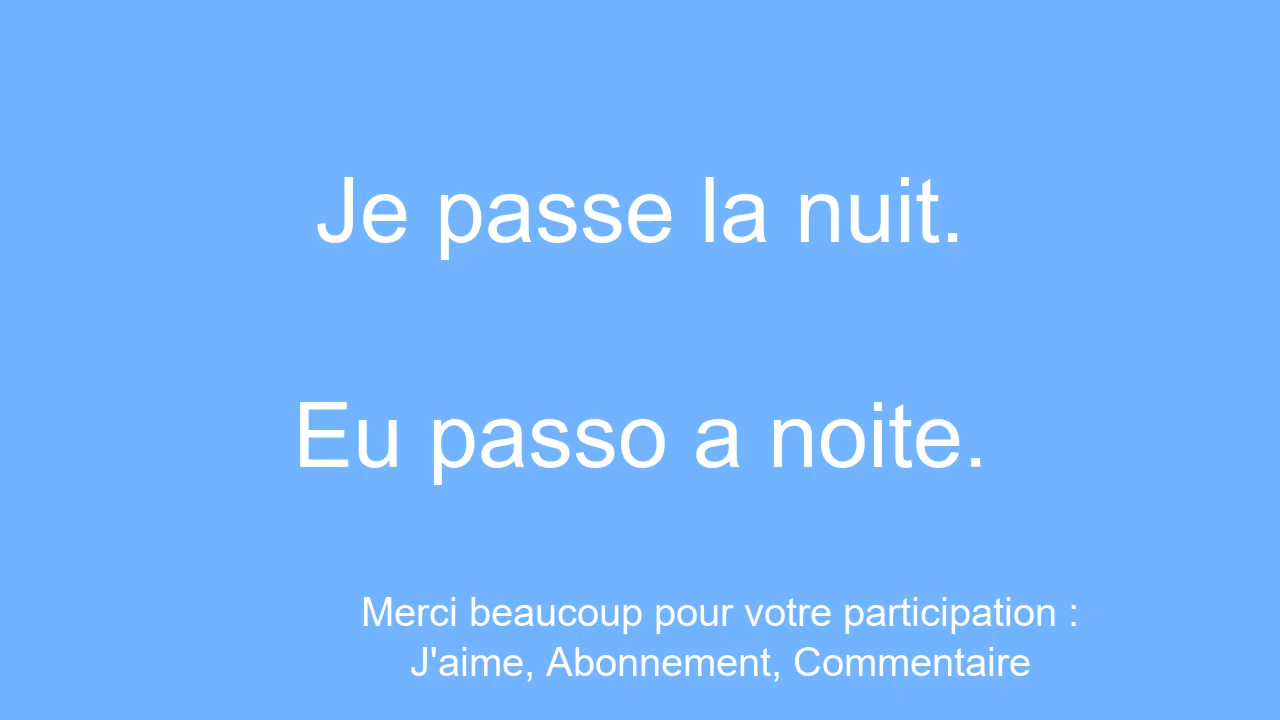 Je passe la nuit.
Eu passo a noite.
Merci beaucoup pour votre participation :
J'aime, Abonnement, Commentaire